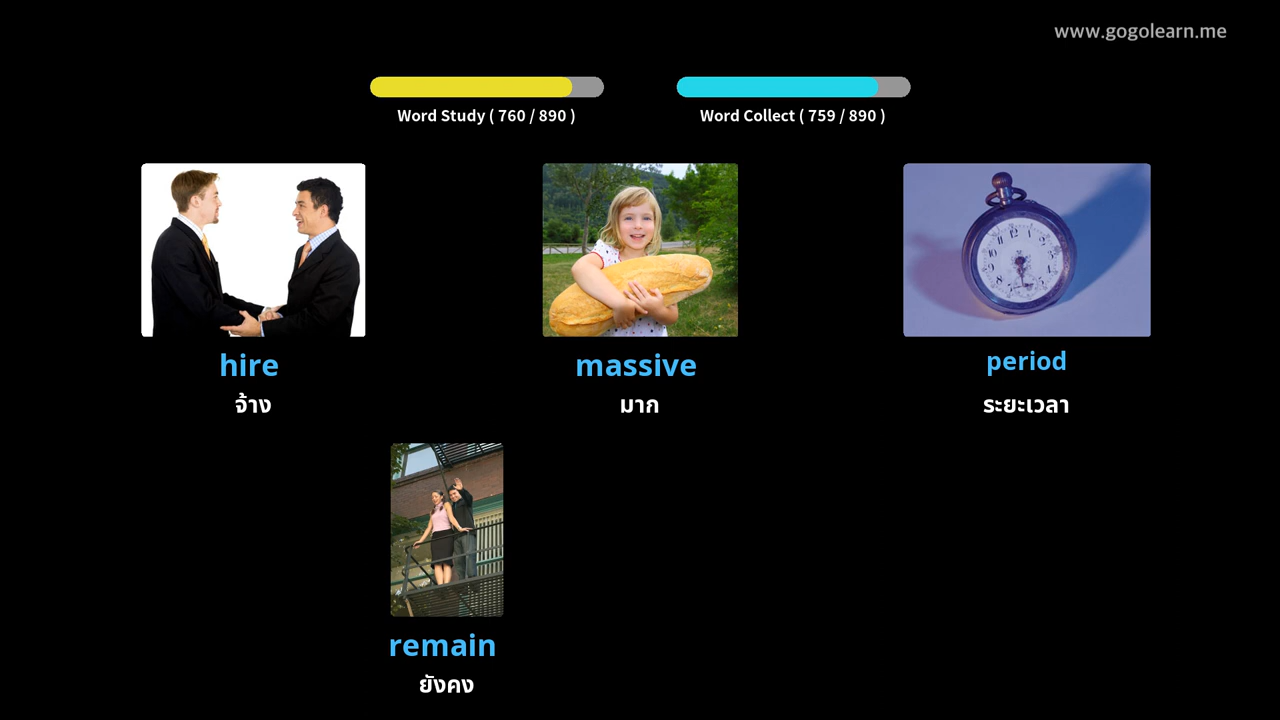 www.gogolearn.me
Word Study ( 760 / 890 )
Word Collect ( 759 / 890 )
hire
massive
period
จ้าง
มาก
ระยะเวลา
remain
ยังคง